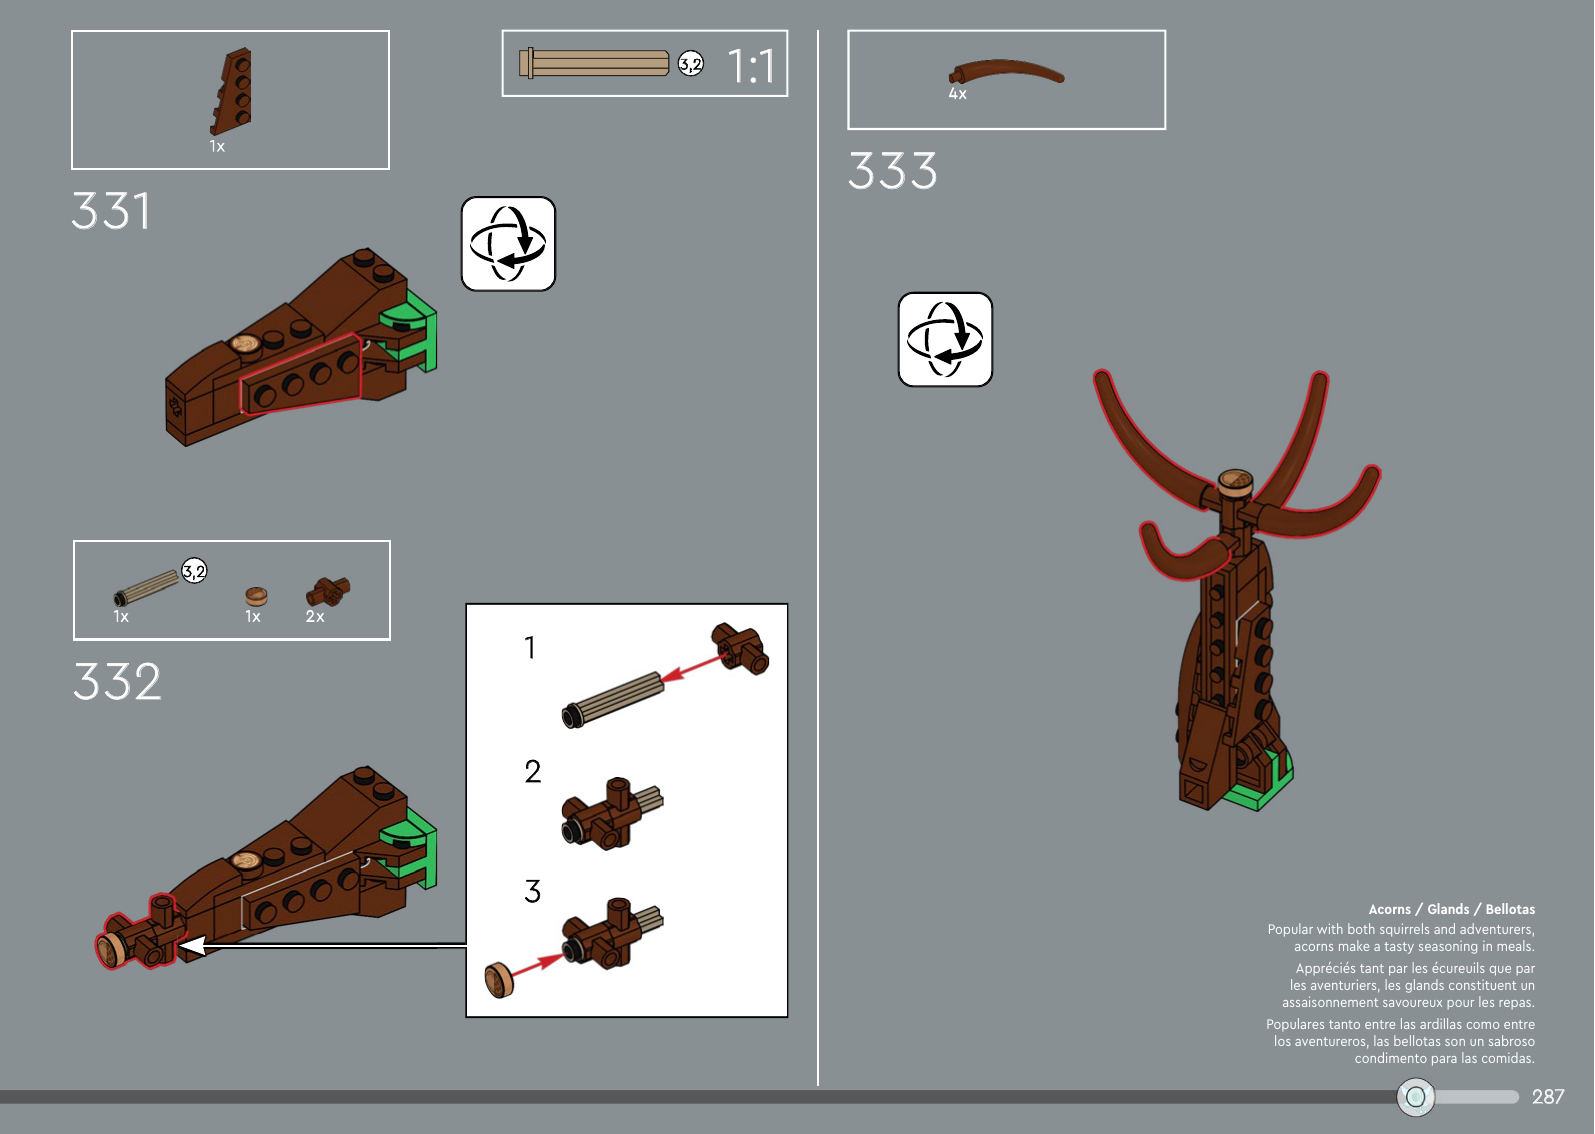 1x
331
3,2
1:1
3,2
1x
1x
2x
332
1
2
3
4x
333
Acorns / Glands / Bellotas
Popular with both squirrels and adventurers,
acorns make a tasty seasoning in meals.
Appréciés tant par les écureuils que par
les aventuriers, les glands constituent un
assaisonnement savoureux pour les repas.
Populares tanto entre las ardillas como entre
los aventureros, las bellotas son un sabroso
condimento para las comidas.
287